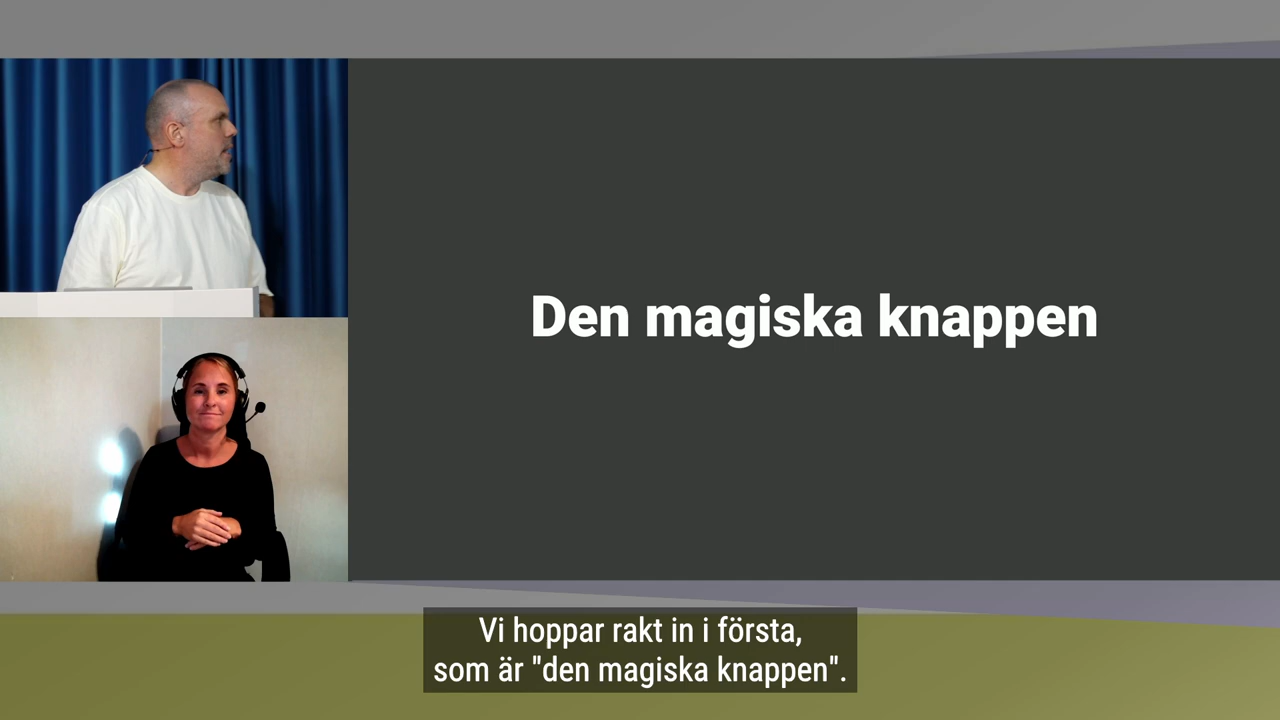 Den magiska knappen
Vi hoppar rakt in i första,
som är "den magiska knappen".